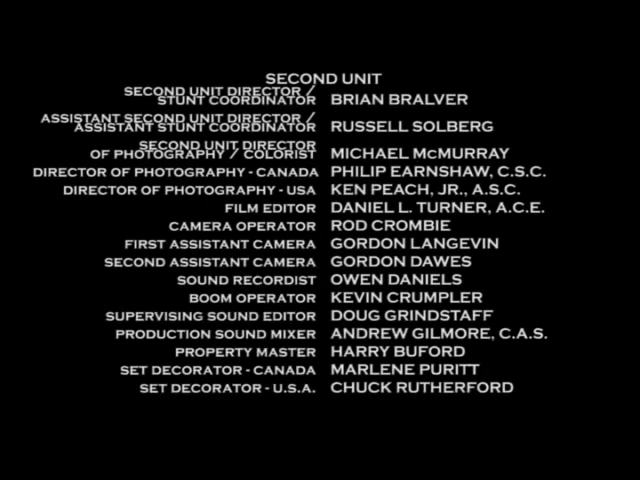 SECOND UNIT
SECOND UNIT DIRECTOR /
STUNT COORDINATOR BRIAN BRALVER
ASSISTANT SECOND UNIT DIRECTOR /
ASSISTANT STUNT COORDINATOR RUSSELL SOLBERG
SECOND UNIT DIRECTOR
OF PHOTOGRAPHY / COLORIST MICHAEL McMURRAY
DIRECTOR OF PHOTOGRAPHY - CANADA PHILIP EARNSHAW, C.S.C.
DIRECTOR OF PHOTOGRAPHY - USA KEN PEACH, JR., A.S.C.
FILM EDITOR DANIEL L. TURNER, A.C.E.
CAMERA OPERATOR ROD CROMBIE
FIRST ASSISTANT CAMERA GORDON LANGEVIN
SECOND ASSISTANT CAMERA GORDON DAWES
SOUND RECORDIST OWEN DANIELS
BOOM OPERATOR KEVIN CRUMPLER
SUPERVISING SOUND EDITOR DOUG GRINDSTAFF
PRODUCTION SOUND MIXER ANDREW GILMORE, C.A.S.
PROPERTY MASTER HARRY BUFORD
SET DECORATOR - CANADA MARLENE PURITT
SET DECORATOR - U.S.A. CHUCK RUTHERFORD